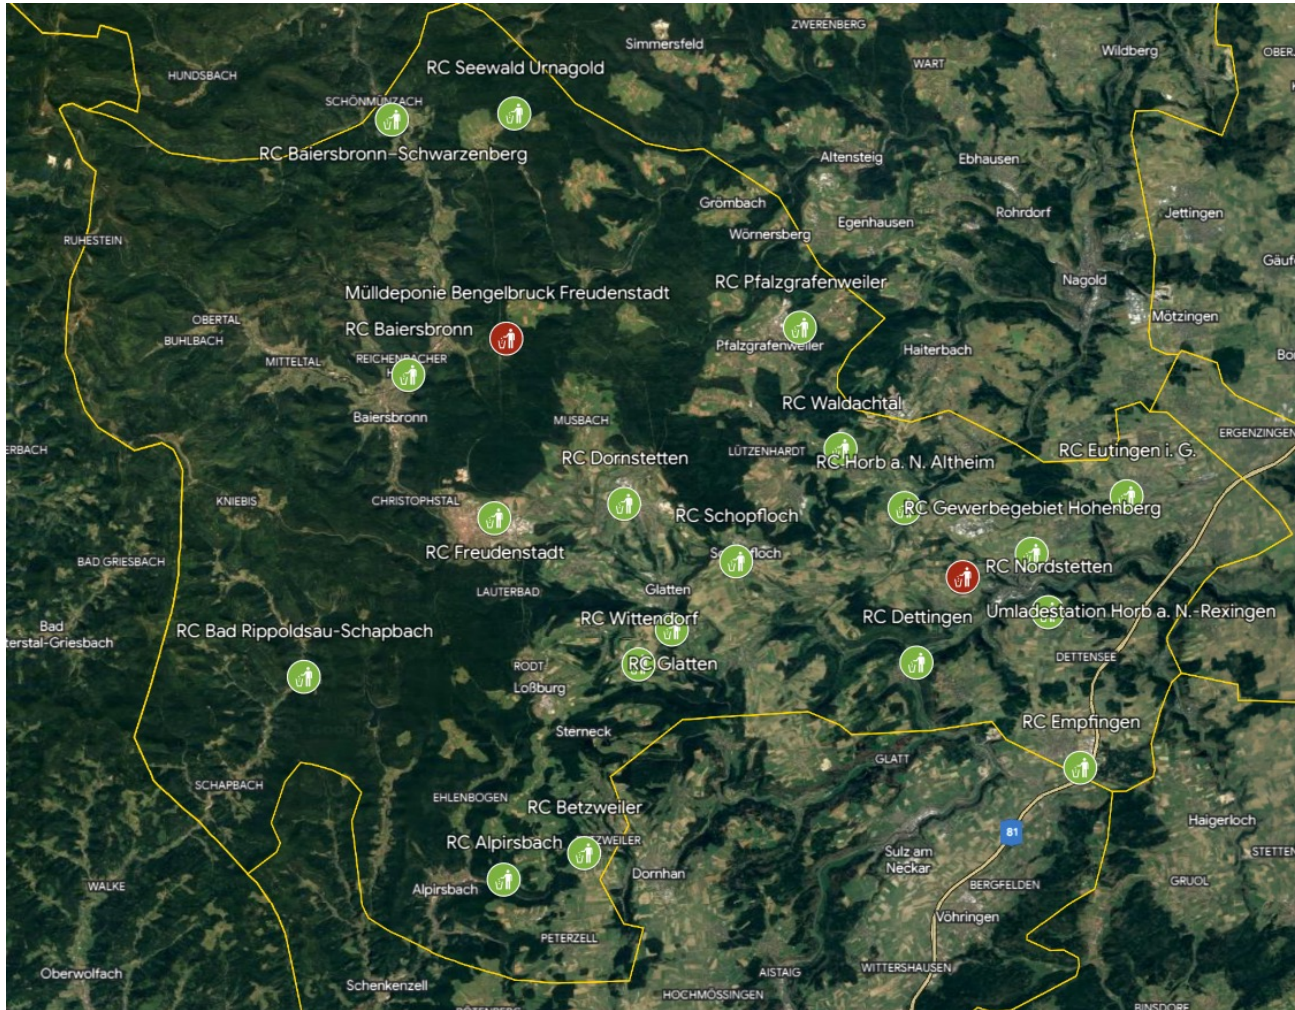 ZWERENBERG
Simmersfeld
Wildberg
OBER
HUNDSBACH
WART
RC Seewald Urnagold
SCHÖNMÜNZACH
RC Baiersbronn-Schwarzenberg
Altensteig
Ebhausen
Grömbach
Egenhausen
Rohrdorf
Jettingen
RUHESTEIN
Wörnersberg
Gäufe
Nagold
RC Pfalzgrafenweiler
Mülldeponie Bengelbruck Freudenstadt
Mötzingen
OBERTAL
RC Baiersbronn
BUHLBACH
Pfalzgrafenweiler
Haiterbach
MITTELTAL
REICHENBACHER
Bo
RC Waldachtal
Baiersbronn
MUSBACH
ERGENZINGEN
ERBACH
LÜTZENHARDT
RC Eutingen i. G.
RC Dornstetten
RC Horb a. N. Altheim
KNIEBIS
CHRISTOPHSTAL
RC Schopfloch
RC Gewerbegebiet Hohenberg
RC Freudenstadt
BAD GRIESBACH
RC Nordstetten
LAUTERBAD
Glatten
Umladestation Horb a. N.-Rexingen
RC Dettingen
RC Wittendorf
Bad
terstal-Griesbach
RC Bad Rippoldsau-Schapbach
DETTENSEE
RC Glatten
RODT
Loßburg
RC Empfingen
Sterneck
GLATT
SCHAPBACH
EHLENBOGEN
RC Betzweiler
Haigerloch
81
RC Alpirsbach
TZWEILER
Sulz am
Neckar
STETTEN
Dornhan
WALKE
Alpirsbach
BERGFELDEN
GRUOL
Vöhringen
PETERZELL
Oberwolfach
WITTERSHAUSEN
AISTAIG
Schenkenzell
HOCHMÖSSINGEN
BINSDORF